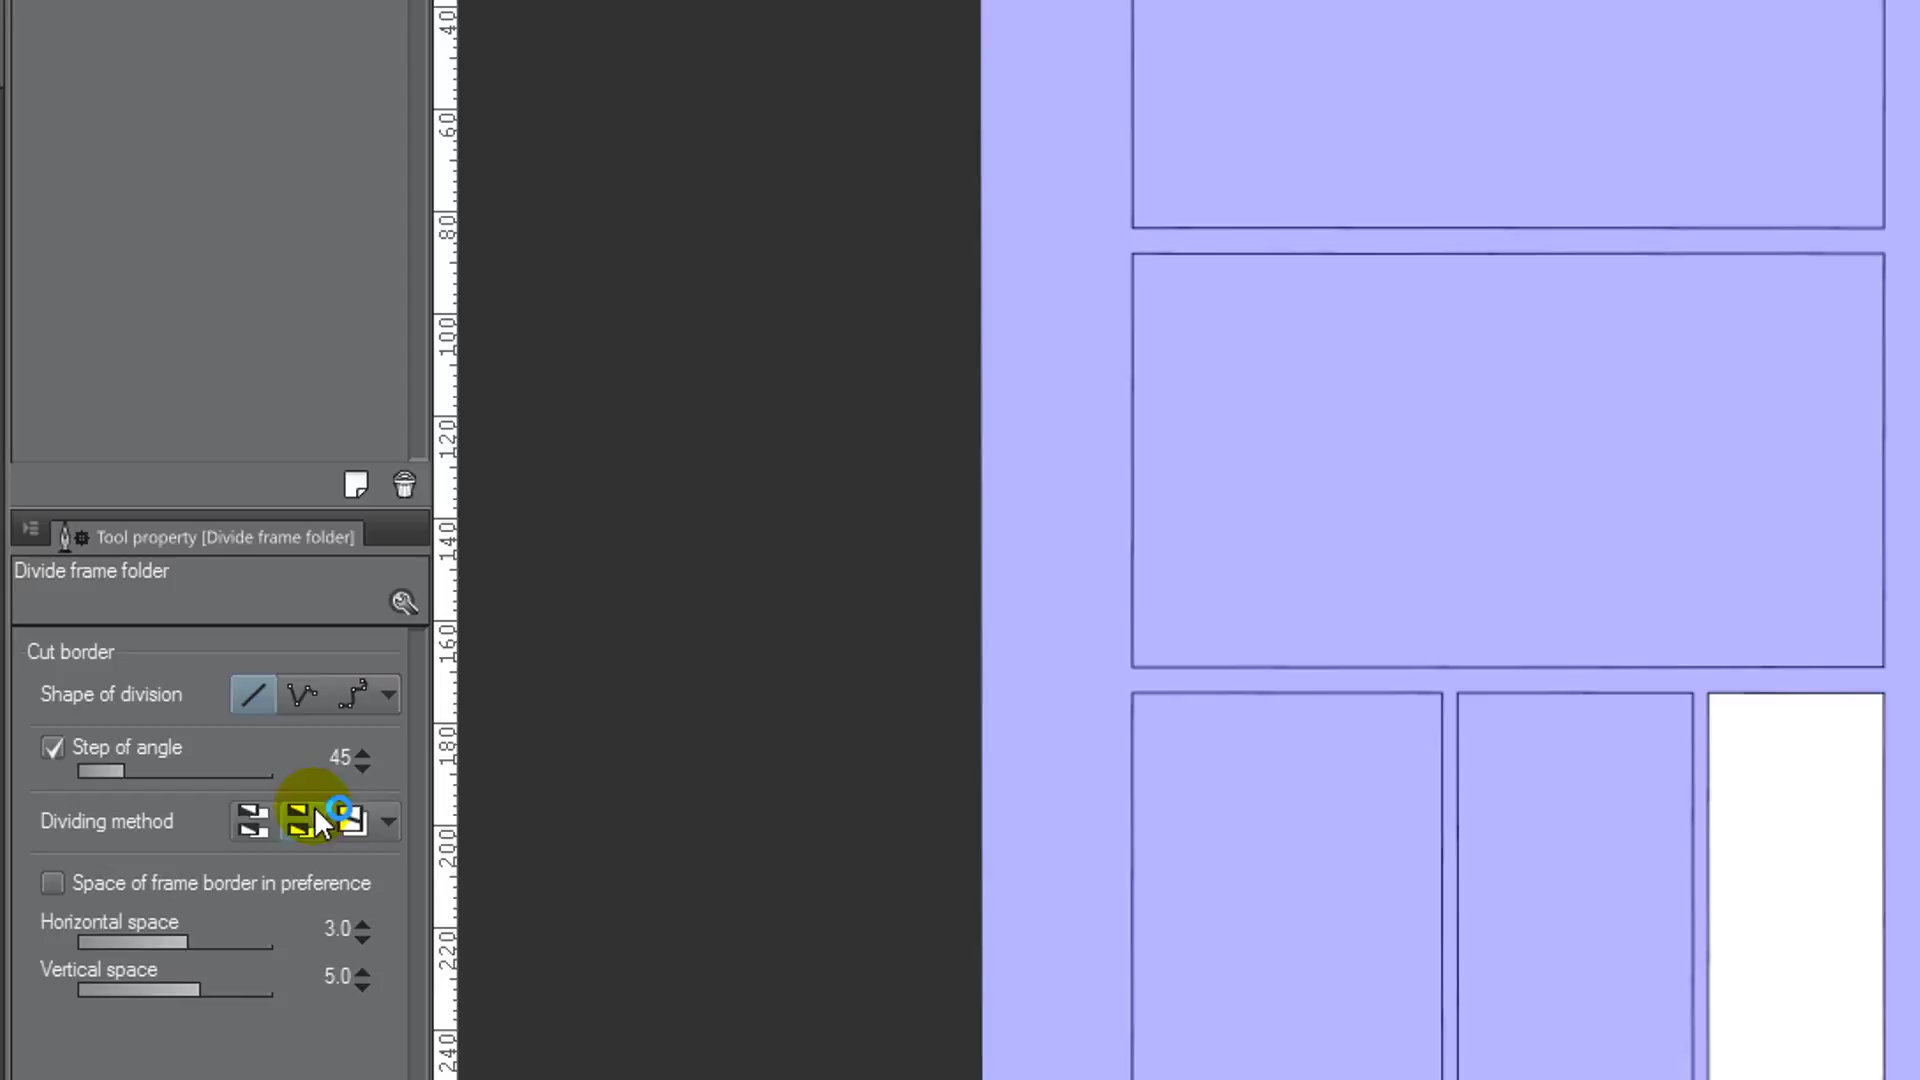 40
60
80
100
120
140
160
180
200
220
240
Tool property [Divide frame folder]
Divide frame folder
Cut border
Shape of division
Step of angle 45
Dividing method
Space of frame border in preference
Horizontal space 3.0
Vertical space 5.0